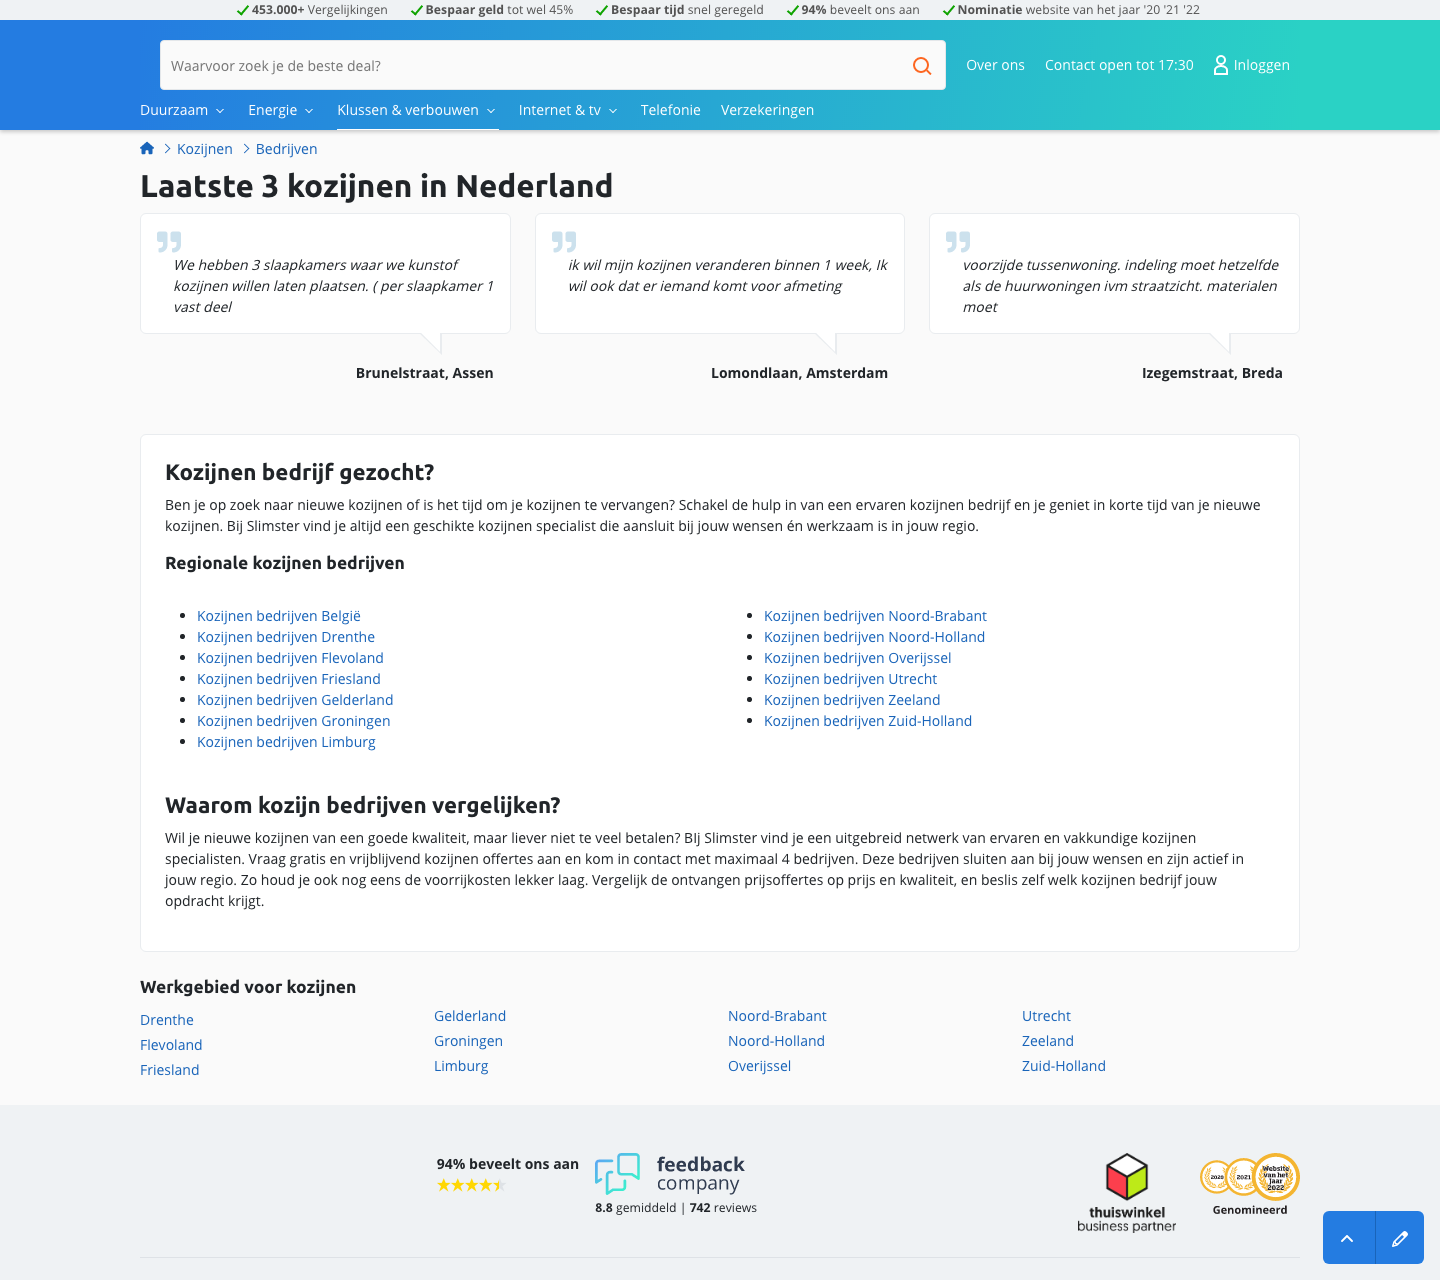 453.000+ Vergelijkingen Bespaar geld tot wel 45% Bespaar tijd snel geregeld 94% beveelt ons aan Nominatie website van het jaar '20 '21 '22
Waarvoor zoek je de beste deal?
Over ons Contact open tot 17:30 Inloggen
Duurzaam Energie Klussen & verbouwen Internet & tv Telefonie Verzekeringen
Kozijnen Bedrijven
Laatste 3 kozijnen in Nederland
We hebben 3 slaapkamers waar we kunstof
kozijnen willen laten plaatsen. ( per slaapkamer 1
vast deel
Brunelstraat, Assen
ik wil mijn kozijnen veranderen binnen 1 week, Ik
wil ook dat er iemand komt voor afmeting
Lomondlaan, Amsterdam
voorzijde tussenwoning. indeling moet hetzelfde
als de huurwoningen ivm straatzicht. materialen
moet
Izegemstraat, Breda
Kozijnen bedrijf gezocht?
Ben je op zoek naar nieuwe kozijnen of is het tijd om je kozijnen te vervangen? Schakel de hulp in van een ervaren kozijnen bedrijf en je geniet in korte tijd van je nieuwe
kozijnen. Bij Slimster vind je altijd een geschikte kozijnen specialist die aansluit bij jouw wensen én werkzaam is in jouw regio.
Regionale kozijnen bedrijven
Kozijnen bedrijven België
Kozijnen bedrijven Drenthe
Kozijnen bedrijven Flevoland
Kozijnen bedrijven Friesland
Kozijnen bedrijven Gelderland
Kozijnen bedrijven Groningen
Kozijnen bedrijven Limburg
Kozijnen bedrijven Noord-Brabant
Kozijnen bedrijven Noord-Holland
Kozijnen bedrijven Overijssel
Kozijnen bedrijven Utrecht
Kozijnen bedrijven Zeeland
Kozijnen bedrijven Zuid-Holland
Waarom kozijn bedrijven vergelijken?
Wil je nieuwe kozijnen van een goede kwaliteit, maar liever niet te veel betalen? BIj Slimster vind je een uitgebreid netwerk van ervaren en vakkundige kozijnen
specialisten. Vraag gratis en vrijblijvend kozijnen offertes aan en kom in contact met maximaal 4 bedrijven. Deze bedrijven sluiten aan bij jouw wensen en zijn actief in
jouw regio. Zo houd je ook nog eens de voorrijkosten lekker laag. Vergelijk de ontvangen prijsoffertes op prijs en kwaliteit, en beslis zelf welk kozijnen bedrijf jouw
opdracht krijgt.
Werkgebied voor kozijnen
Drenthe
Flevoland
Friesland
Gelderland
Groningen
Limburg
Noord-Brabant
Noord-Holland
Overijssel
Utrecht
Zeeland
Zuid-Holland
94% beveelt ons aan
feedback
company
8.8 gemiddeld | 742 reviews
thuiswinkel
business partner
2020
2021
Website
van het
jaar
2022
Genomineerd